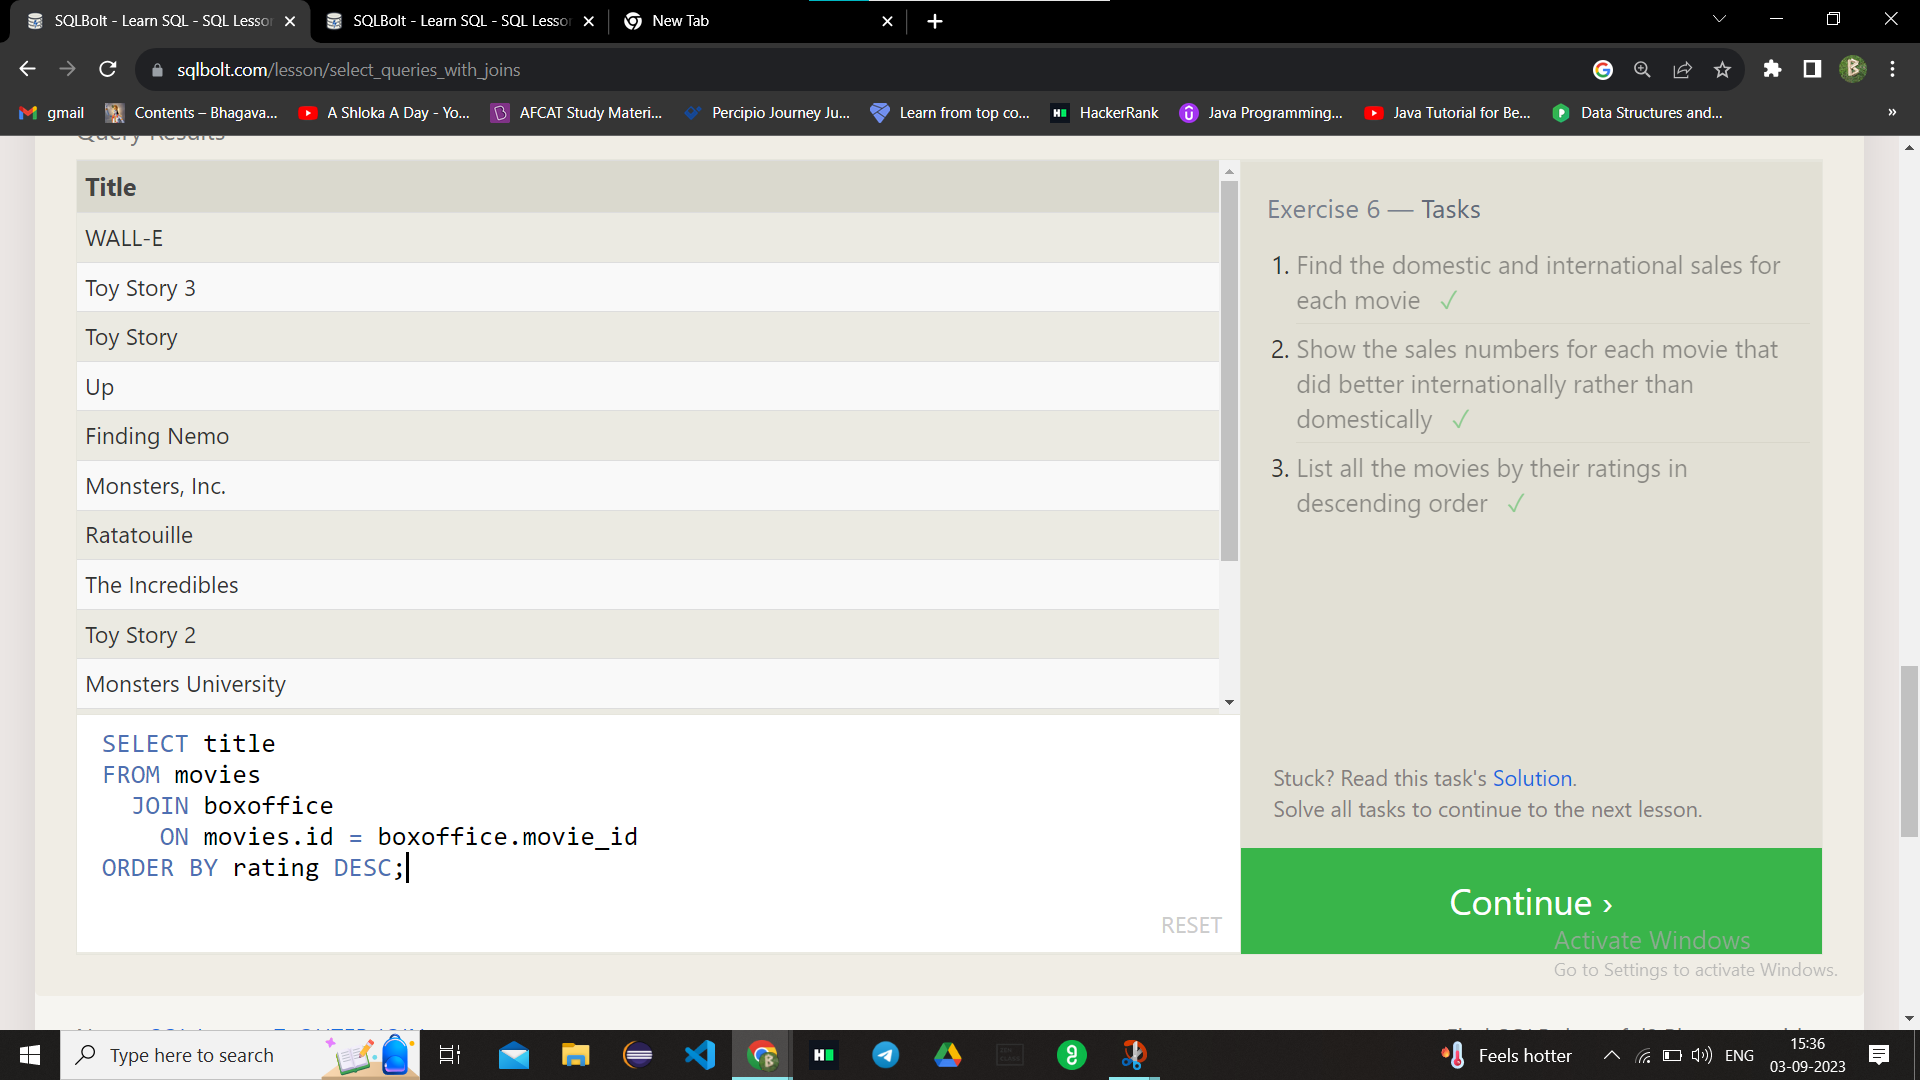 SQLBolt - Learn SQL - SQL Lesso
SQLBolt - Learn SQL - SQL Lesso
New Tab
sqlbolt.com/lesson/select_queries_with_joins
gmail
Contents – Bhagava...
A Shloka A Day - Yo...
AFCAT Study Materi...
Percipio Journey Ju...
Learn from top co...
HackerRank
Java Programming...
Java Tutorial for Be...
Data Structures and...
»
Query Results
Title
WALL-E
Toy Story 3
Toy Story
Up
Finding Nemo
Monsters, Inc.
Ratatouille
The Incredibles
Toy Story 2
Monsters University
SELECT title
FROM movies
JOIN boxoffice
ON movies.id = boxoffice.movie_id
ORDER BY rating DESC;
RESET
Exercise 6 — Tasks
1. Find the domestic and international sales for
each movie ✓
2. Show the sales numbers for each movie that
did better internationally rather than
domestically ✓
3. List all the movies by their ratings in
descending order ✓
Stuck? Read this task's Solution.
Solve all tasks to continue to the next lesson.
Continue ›
Activate Windows
Go to Settings to activate Windows.
Type here to search
Feels hotter
ENG
15:36
03-09-2023